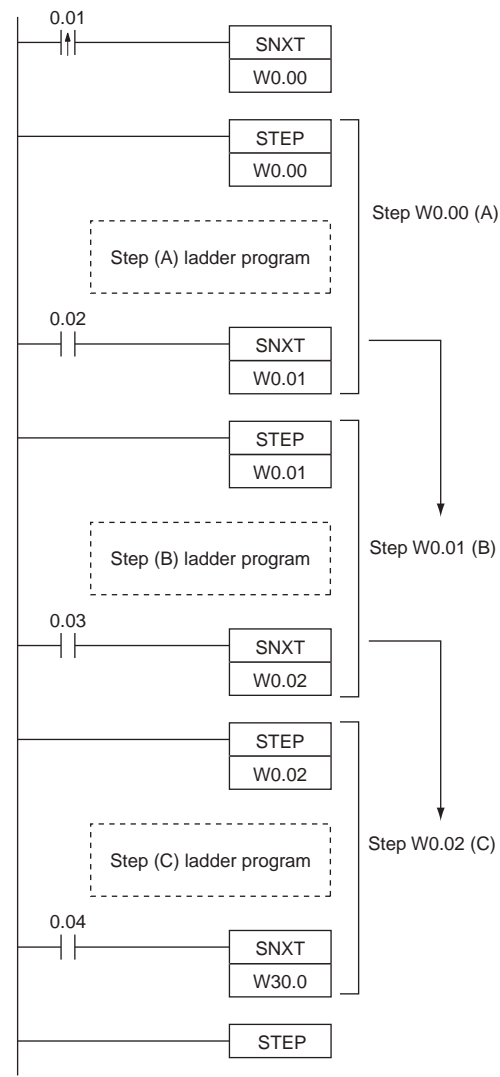 0.01
SNXT
W0.00
STEP
W0.00
Step W0.00 (A)
Step (A) ladder program
0.02
SNXT
W0.01
STEP
W0.01
Step W0.01 (B)
Step (B) ladder program
0.03
SNXT
W0.02
STEP
W0.02
Step W0.02 (C)
Step (C) ladder program
0.04
SNXT
W30.0
STEP